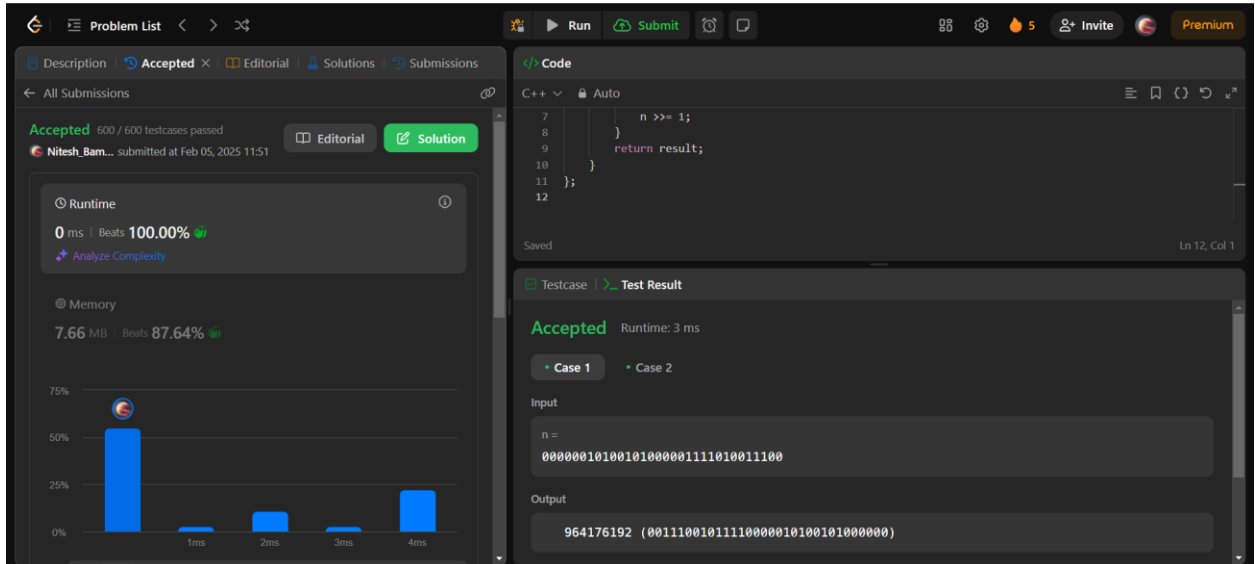 Problem List Run Submit 5 Invite Premium
Description Accepted Editorial Solutions Submissions
All Submissions
Accepted 600 / 600 testcases passed
Nitesh_Bam... submitted at Feb 05, 2025 11:51
Editorial Solution
Runtime
0 ms | Beats 100.00%
Analyze Complexity
Memory
7.66 MB | Beats 87.64%
75%
50%
25%
0%
1ms 2ms 3ms 4ms
</> Code
C++ Auto
7 n >>= 1;
8 }
9 return result;
10 }
11 };
12
Saved Ln 12, Col 1
Testcase >_ Test Result
Accepted Runtime: 3 ms
• Case 1 • Case 2
Input
n =
00000010100101000001111010011100
Output
964176192 (00111001011110000010100101000000)